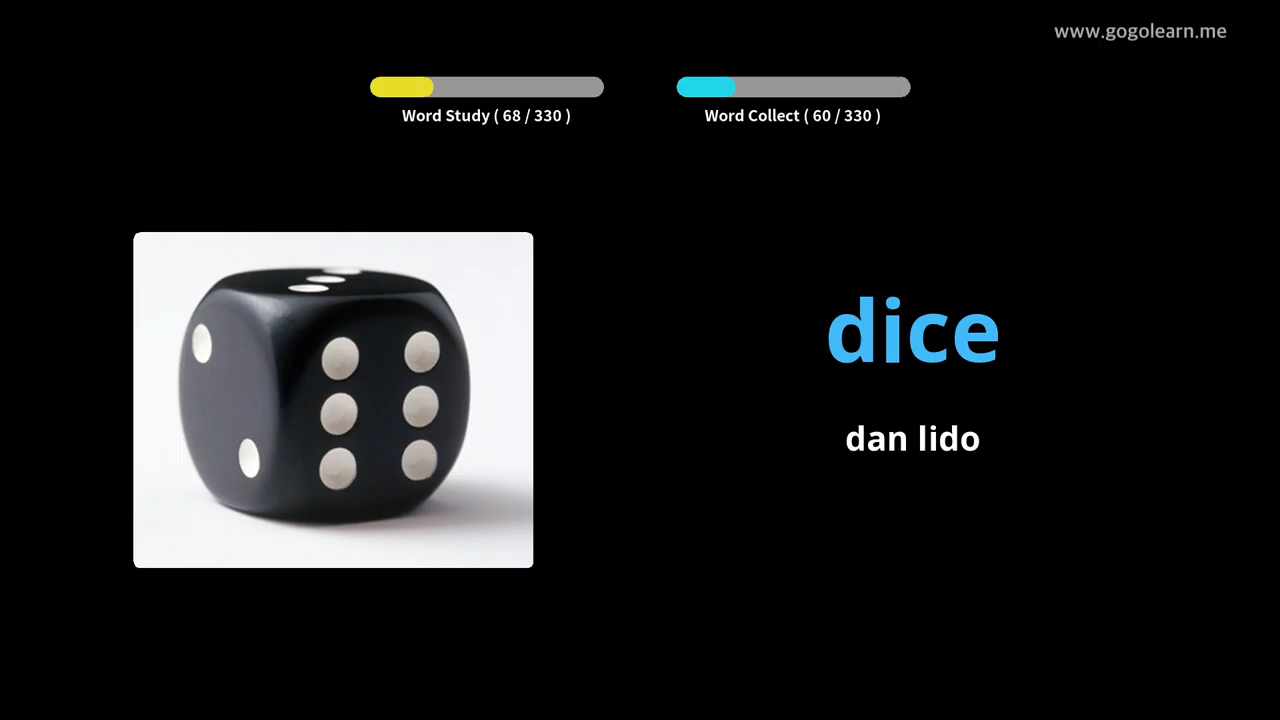 www.gogolearn.me
Word Study ( 68 / 330 )
Word Collect ( 60 / 330 )
dice
dan lido